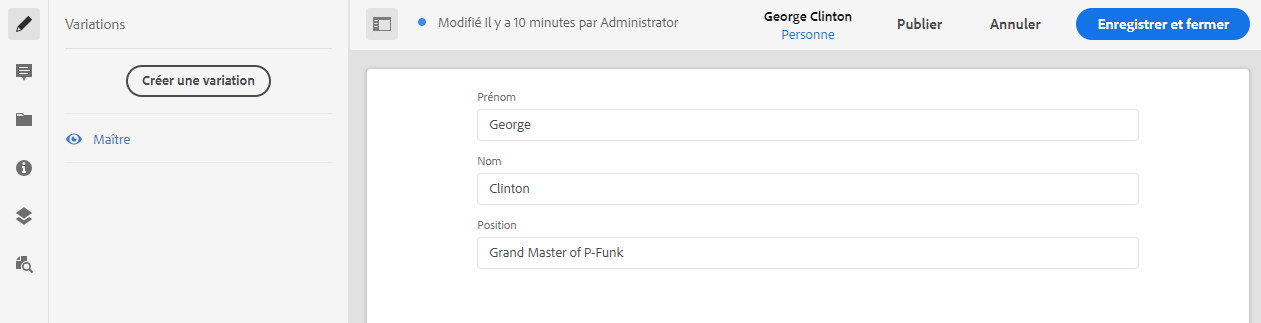 Variations
Créer une variation
Maître
Modifié Il y a 10 minutes par Administrator
George Clinton
Personne
Publier
Annuler
Enregistrer et fermer
Prénom
George
Nom
Clinton
Position
Grand Master of P-Funk